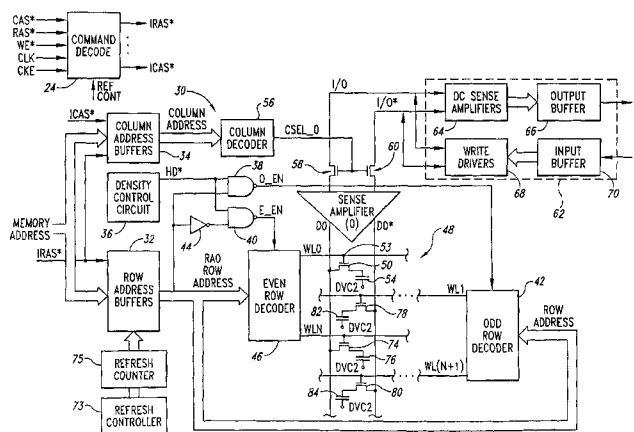 CAS*
RAS*
WE*
CLK
CKE
COMMAND
DECODE
24
REF
CONT
IRAS*
ICAS*
30
56
ICAS*
COLUMN
ADDRESS
BUFFERS
34
COLUMN
ADDRESS
COLUMN
DECODER
CSEL_0
I/O
I/O*
58
60
DC SENSE
AMPLIFIERS
64
OUTPUT
BUFFER
66
WRITE
DRIVERS
68
INPUT
BUFFER
70
62
DENSITY
CONTROL
CIRCUIT
36
HD*
38
O_EN
E_EN
40
44
MEMORY
ADDRESS
IRAS*
32
ROW
ADDRESS
BUFFERS
RA0
ROW
ADDRESS
EVEN
ROW
DECODER
46
SENSE
AMPLIFIER
(0)
D0
D0*
WL0
53
50
54
48
DVC2
WL1
82
DVC2
78
WLN
74
DVC2
76
WL(N+1)
84
DVC2
80
42
ODD
ROW
DECODER
ROW
ADDRESS
75
REFRESH
COUNTER
73
REFRESH
CONTROLLER